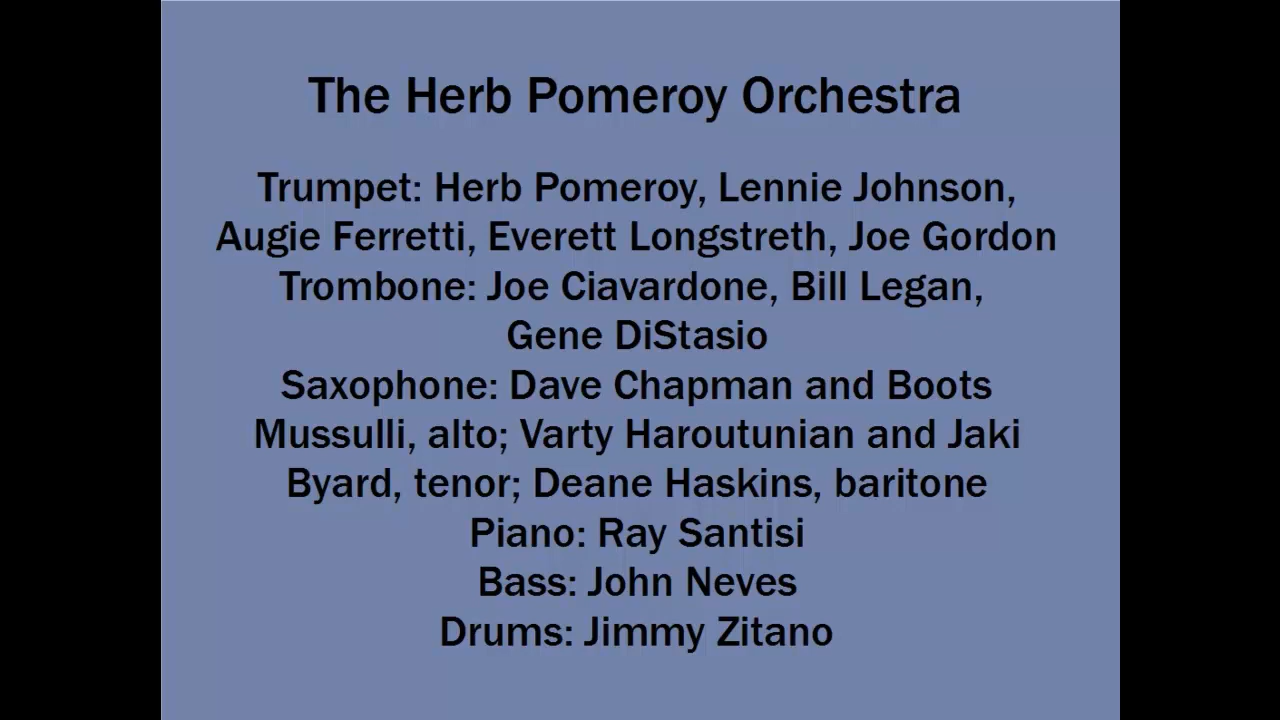 The Herb Pomeroy Orchestra
Trumpet: Herb Pomeroy, Lennie Johnson,
Augie Ferretti, Everett Longstreth, Joe Gordon
Trombone: Joe Ciavardone, Bill Legan,
Gene DiStasio
Saxophone: Dave Chapman and Boots
Mussulli, alto; Varty Haroutunian and Jaki
Byard, tenor; Deane Haskins, baritone
Piano: Ray Santisi
Bass: John Neves
Drums: Jimmy Zitano